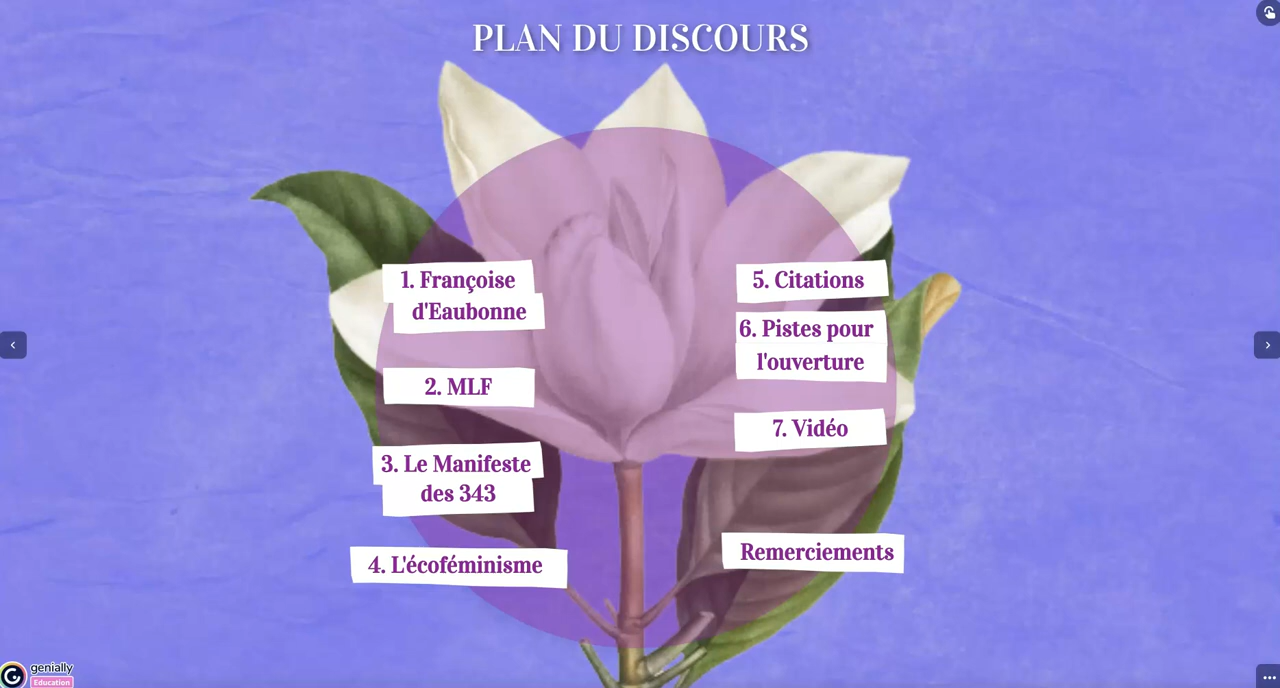 PLAN DU DISCOURS
1. Françoise
d'Eaubonne
2. MLF
3. Le Manifeste
des 343
4. L'écoféminisme
5. Citations
6. Pistes pour
l'ouverture
7. Vidéo
Remerciements
genially
Education